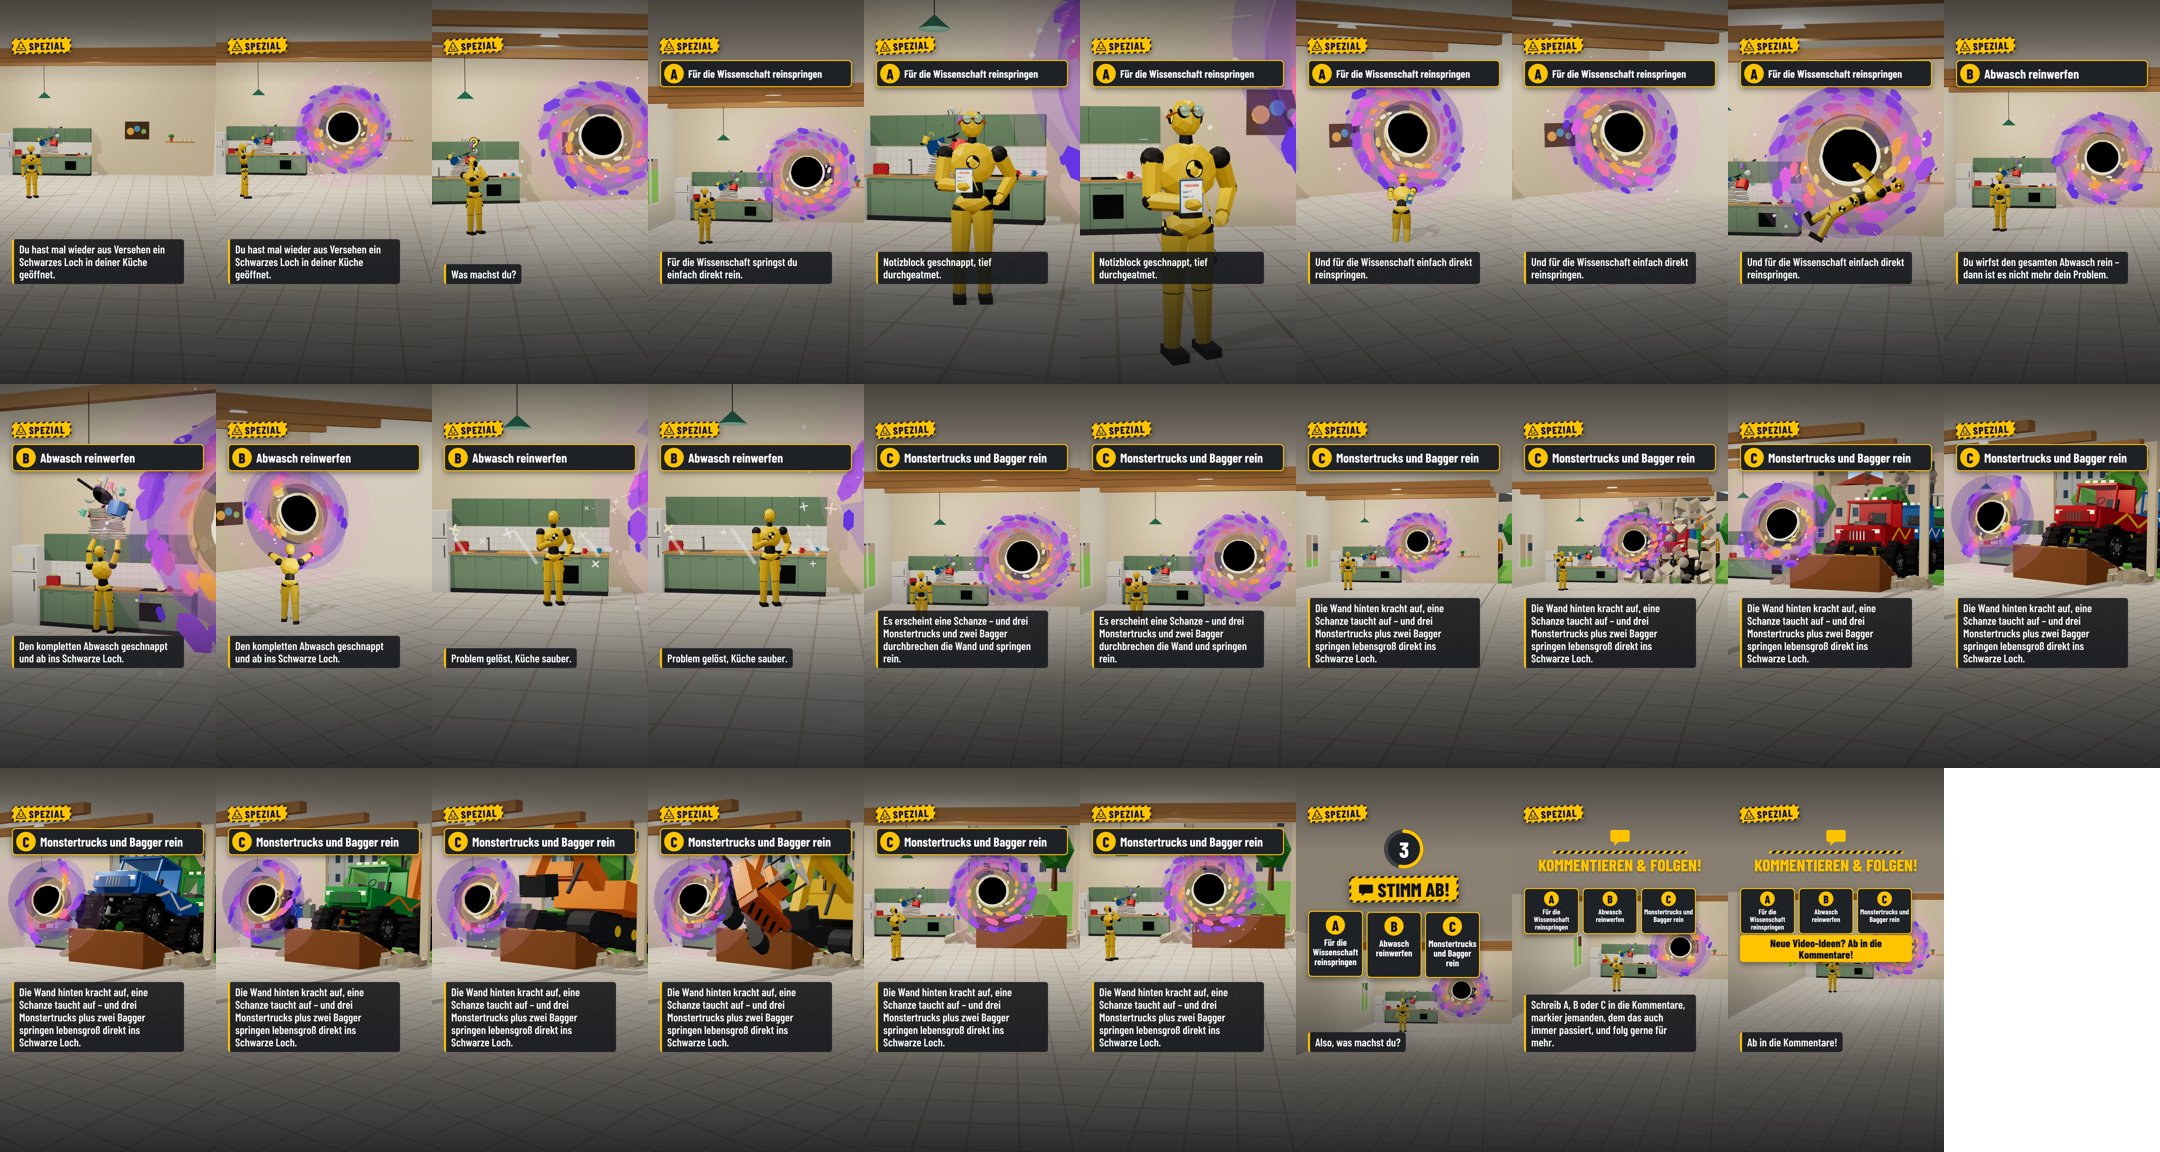 SPEZIAL
Du hast mal wieder aus Versehen ein
Schwarzes Loch in deiner Küche
geöffnet.
SPEZIAL
Du hast mal wieder aus Versehen ein
Schwarzes Loch in deiner Küche
geöffnet.
SPEZIAL
Was machst du?
SPEZIAL
A Für die Wissenschaft reinspringen
Für die Wissenschaft springst du
einfach direkt rein.
SPEZIAL
A Für die Wissenschaft reinspringen
Notizblock geschnappt, tief
durchgeatmet.
SPEZIAL
A Für die Wissenschaft reinspringen
Notizblock geschnappt, tief
durchgeatmet.
SPEZIAL
A Für die Wissenschaft reinspringen
Und für die Wissenschaft einfach direkt
reinspringen.
SPEZIAL
A Für die Wissenschaft reinspringen
Und für die Wissenschaft einfach direkt
reinspringen.
SPEZIAL
A Für die Wissenschaft reinspringen
Und für die Wissenschaft einfach direkt
reinspringen.
SPEZIAL
B Abwasch reinwerfen
Du wirfst den gesamten Abwasch rein –
dann ist es nicht mehr dein Problem.
SPEZIAL
B Abwasch reinwerfen
Den kompletten Abwasch geschnappt
und ab ins Schwarze Loch.
SPEZIAL
B Abwasch reinwerfen
Den kompletten Abwasch geschnappt
und ab ins Schwarze Loch.
SPEZIAL
B Abwasch reinwerfen
Problem gelöst, Küche sauber.
SPEZIAL
B Abwasch reinwerfen
Problem gelöst, Küche sauber.
SPEZIAL
C Monstertrucks und Bagger rein
Es erscheint eine Schanze – und drei
Monstertrucks und zwei Bagger
durchbrechen die Wand und springen
rein.
SPEZIAL
C Monstertrucks und Bagger rein
Es erscheint eine Schanze – und drei
Monstertrucks und zwei Bagger
durchbrechen die Wand und springen
rein.
SPEZIAL
C Monstertrucks und Bagger rein
Die Wand hinten kracht auf, eine
Schanze taucht auf – und drei
Monstertrucks plus zwei Bagger
springen lebensgroß direkt ins
Schwarze Loch.
SPEZIAL
C Monstertrucks und Bagger rein
Die Wand hinten kracht auf, eine
Schanze taucht auf – und drei
Monstertrucks plus zwei Bagger
springen lebensgroß direkt ins
Schwarze Loch.
SPEZIAL
C Monstertrucks und Bagger rein
Die Wand hinten kracht auf, eine
Schanze taucht auf – und drei
Monstertrucks plus zwei Bagger
springen lebensgroß direkt ins
Schwarze Loch.
SPEZIAL
C Monstertrucks und Bagger rein
Die Wand hinten kracht auf, eine
Schanze taucht auf – und drei
Monstertrucks plus zwei Bagger
springen lebensgroß direkt ins
Schwarze Loch.
SPEZIAL
C Monstertrucks und Bagger rein
Die Wand hinten kracht auf, eine
Schanze taucht auf – und drei
Monstertrucks plus zwei Bagger
springen lebensgroß direkt ins
Schwarze Loch.
SPEZIAL
C Monstertrucks und Bagger rein
Die Wand hinten kracht auf, eine
Schanze taucht auf – und drei
Monstertrucks plus zwei Bagger
springen lebensgroß direkt ins
Schwarze Loch.
SPEZIAL
C Monstertrucks und Bagger rein
Die Wand hinten kracht auf, eine
Schanze taucht auf – und drei
Monstertrucks plus zwei Bagger
springen lebensgroß direkt ins
Schwarze Loch.
SPEZIAL
C Monstertrucks und Bagger rein
Die Wand hinten kracht auf, eine
Schanze taucht auf – und drei
Monstertrucks plus zwei Bagger
springen lebensgroß direkt ins
Schwarze Loch.
SPEZIAL
C Monstertrucks und Bagger rein
Die Wand hinten kracht auf, eine
Schanze taucht auf – und drei
Monstertrucks plus zwei Bagger
springen lebensgroß direkt ins
Schwarze Loch.
SPEZIAL
C Monstertrucks und Bagger rein
Die Wand hinten kracht auf, eine
Schanze taucht auf – und drei
Monstertrucks plus zwei Bagger
springen lebensgroß direkt ins
Schwarze Loch.
SPEZIAL
3
STIMM AB!
A
Für die
Wissenschaft
reinspringen
B
Abwasch
reinwerfen
C
Monstertrucks
und Bagger
rein
Also, was machst du?
SPEZIAL
KOMMENTIEREN & FOLGEN!
A
Für die
Wissenschaft
reinspringen
B
Abwasch
reinwerfen
C
Monstertrucks und
Bagger rein
Schreib A, B oder C in die Kommentare,
markier jemanden, dem das auch
immer passiert, und folg gerne für
mehr.
SPEZIAL
KOMMENTIEREN & FOLGEN!
A
Für die
Wissenschaft
reinspringen
B
Abwasch
reinwerfen
C
Monstertrucks und
Bagger rein
Neue Video-Ideen? Ab in die
Kommentare!
Ab in die Kommentare!